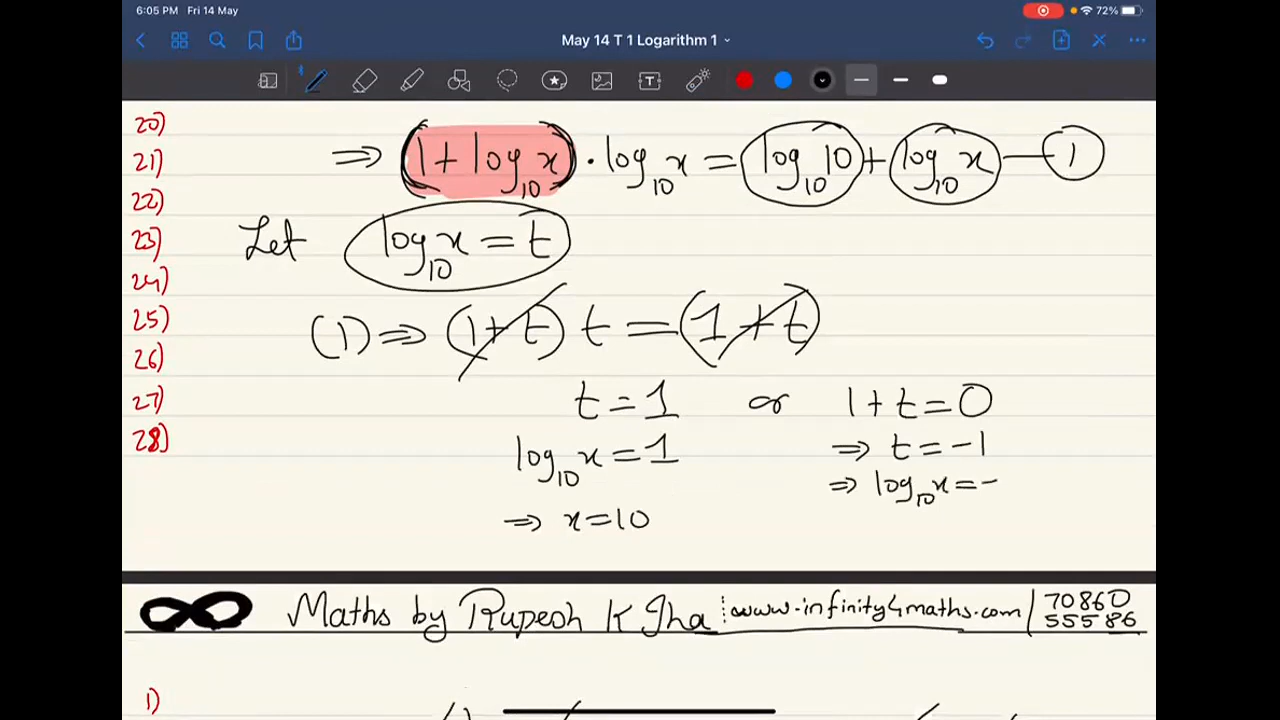 6:05 PM Fri 14 May
72%
May 14 T 1 Logarithm 1
20)
21) ⇒ (1 + log₁₀ x) · log₁₀ x = log₁₀ 10 + log₁₀ x — 1
22)
23) Let log₁₀ x = t
24)
25) (1) ⇒ (1 + t) t = (1 + t)
26)
27) t = 1 or 1 + t = 0
28) log₁₀ x = 1 ⇒ t = -1
⇒ log₁₀ x = -
⇒ x = 10
∞ Maths by Rupesh K Jha www.infinity4maths.com / 70860 55586
1)